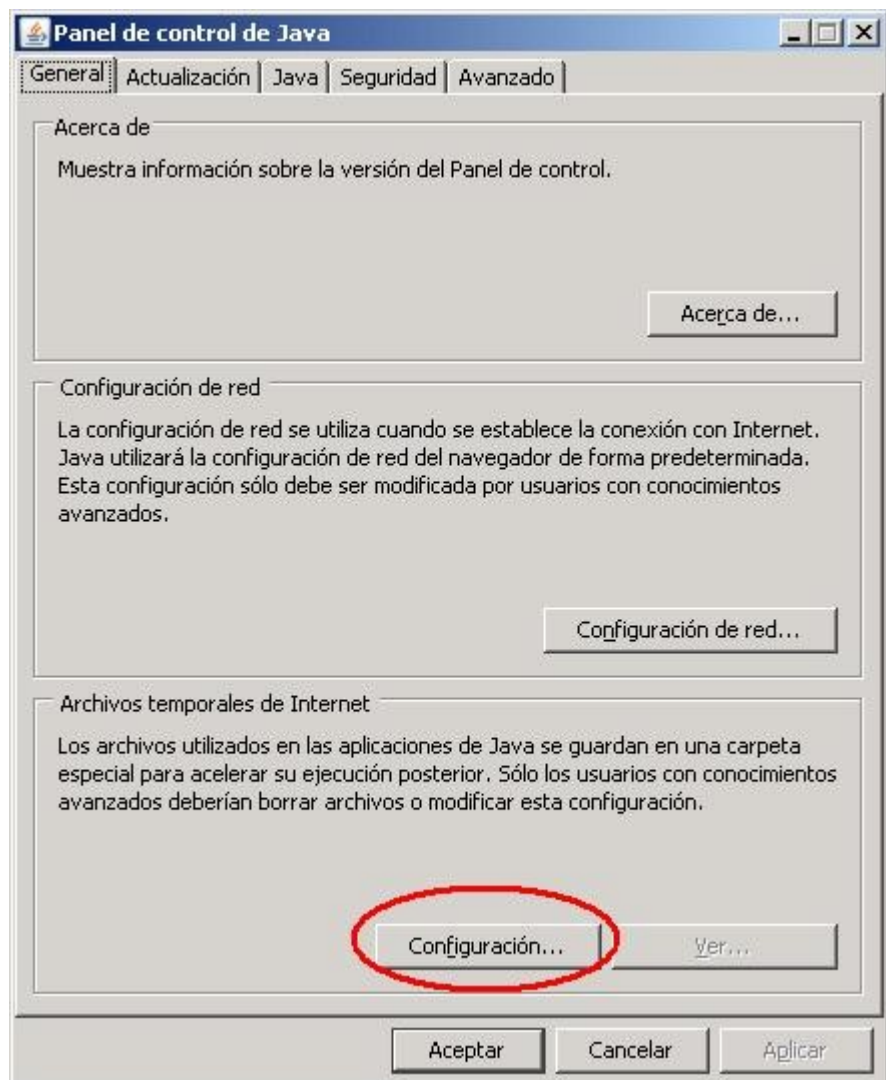 Panel de control de Java
General Actualización Java Seguridad Avanzado
Acerca de
Muestra información sobre la versión del Panel de control.
Acerca de...
Configuración de red
La configuración de red se utiliza cuando se establece la conexión con Internet.
Java utilizará la configuración de red del navegador de forma predeterminada.
Esta configuración sólo debe ser modificada por usuarios con conocimientos
avanzados.
Configuración de red...
Archivos temporales de Internet
Los archivos utilizados en las aplicaciones de Java se guardan en una carpeta
especial para acelerar su ejecución posterior. Sólo los usuarios con conocimientos
avanzados deberían borrar archivos o modificar esta configuración.
Configuración... Ver...
Aceptar Cancelar Aplicar